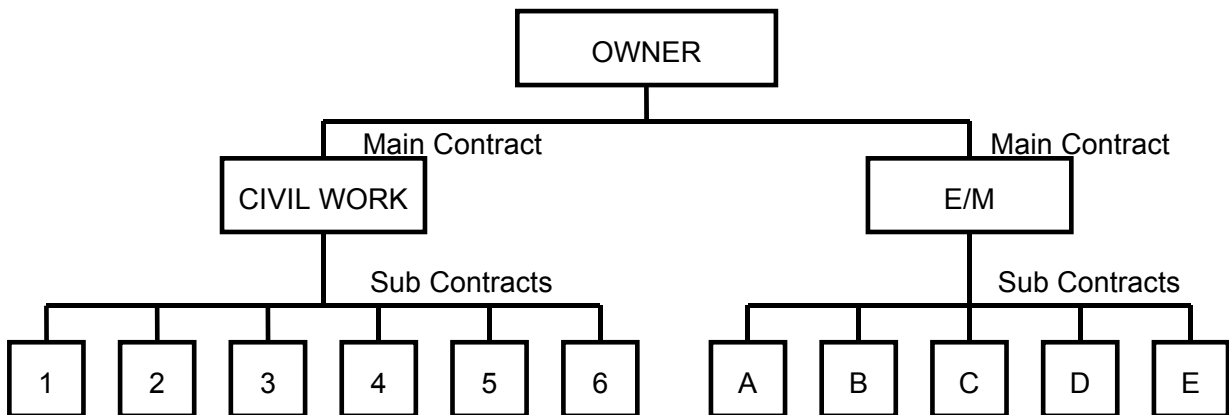 OWNER
Main Contract
Main Contract
CIVIL WORK
E/M
Sub Contracts
Sub Contracts
1 2 3 4 5 6 A B C D E